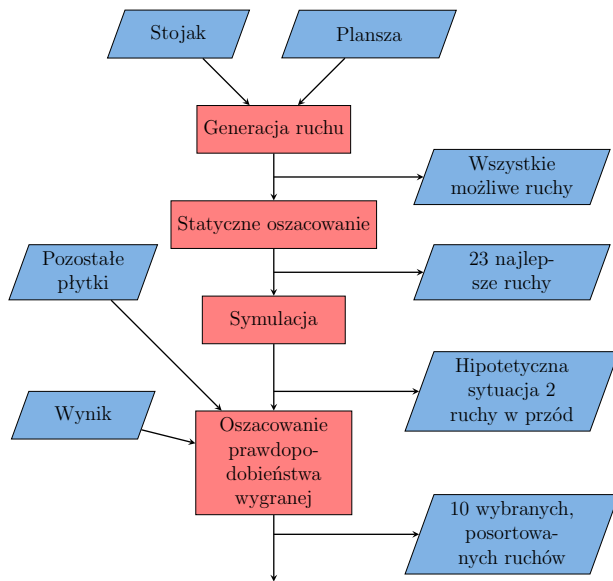 Stojak
Plansza
Generacja ruchu
Wszystkie
możliwe ruchy
Statyczne oszacowanie
Pozostałe
płytki
23 najlep-
sze ruchy
Symulacja
Hipotetyczna
sytuacja 2
ruchy w przód
Wynik
Oszacowanie
prawdopo-
dobieństwa
wygranej
10 wybranych,
posortowa-
nych ruchów